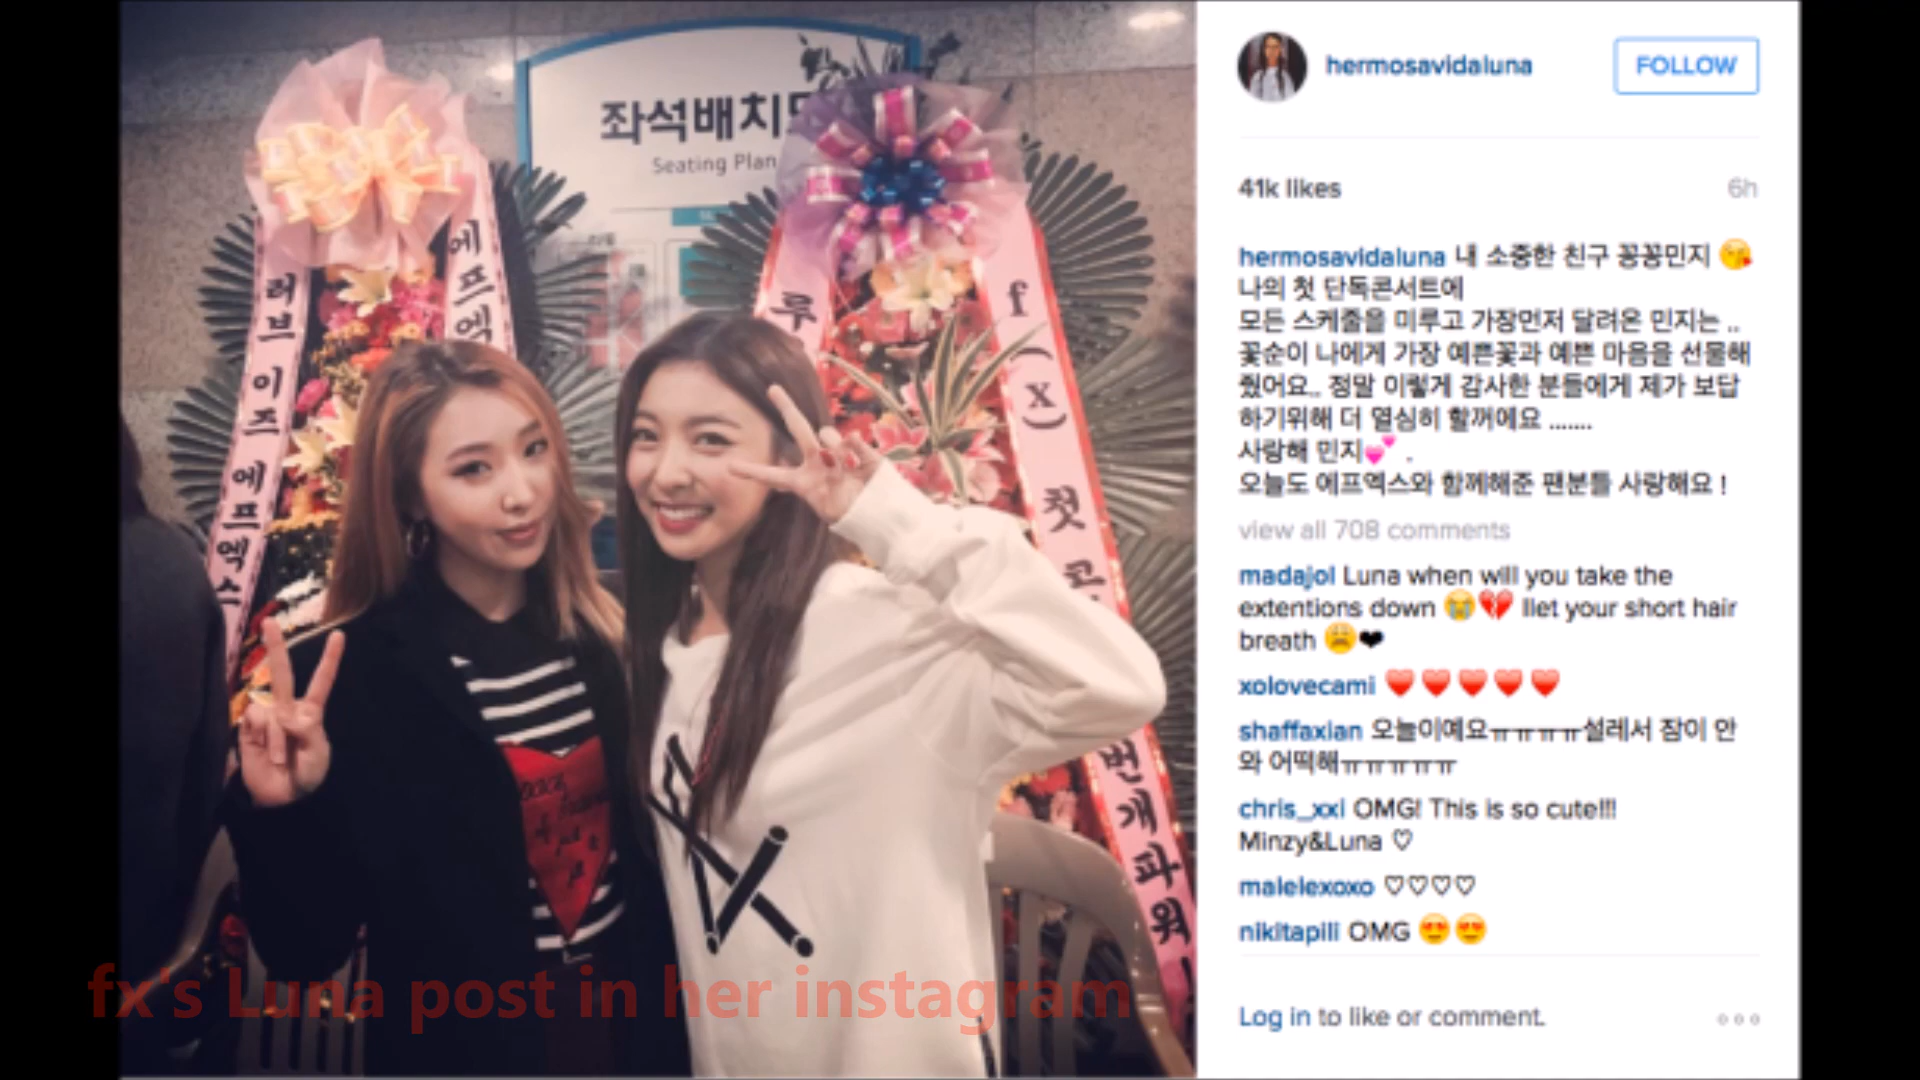 좌석배치도
Seating Plan
러브이즈에프엑스
에프엑
루
f(x)첫
번개파워
fx's Luna post in her instagram
hermosavidaluna
FOLLOW
41k likes
6h
hermosavidaluna 내 소중한 친구 꽁꽁민지 😘
나의 첫 단독콘서트에
모든 스케줄을 미루고 가장먼저 달려온 민지는 ..
꽃순이 나에게 가장 예쁜꽃과 예쁜 마음을 선물해
줬어요.. 정말 이렇게 감사한 분들에게 제가 보답
하기위해 더 열심히 할꺼에요 .......
사랑해 민지💕 .
오늘도 에프엑스와 함께해준 팬분들 사랑해요 !
view all 708 comments
madajol Luna when will you take the
extentions down 😭💔 llet your short hair
breath 😩❤
xolovecami ❤❤❤❤❤
shaffaxian 오늘이예요ㅠㅠㅠㅠ설레서 잠이 안
와 어떡해ㅠㅠㅠㅠㅠ
chris_xxi OMG! This is so cute!!!
Minzy&Luna ♡
malelexoxo ♡♡♡♡
nikitapili OMG 😍😍
Log in to like or comment.